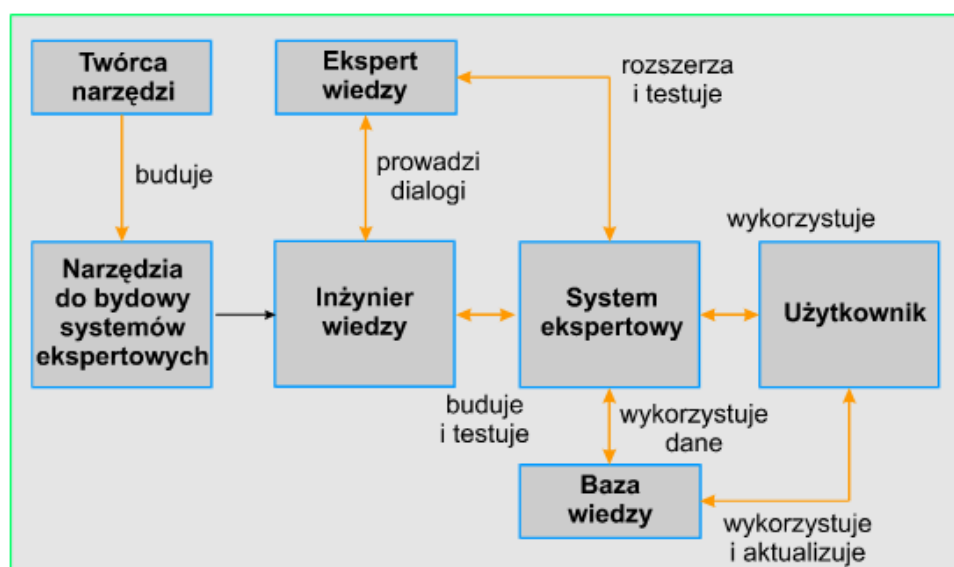 Twórca
narzędzi
Ekspert
wiedzy
rozszerza
i testuje
buduje
prowadzi
dialogi
wykorzystuje
Narzędzia
do bydowy
systemów
ekspertowych
Inżynier
wiedzy
System
ekspertowy
Użytkownik
buduje
i testuje
wykorzystuje
dane
Baza
wiedzy
wykorzystuje
i aktualizuje